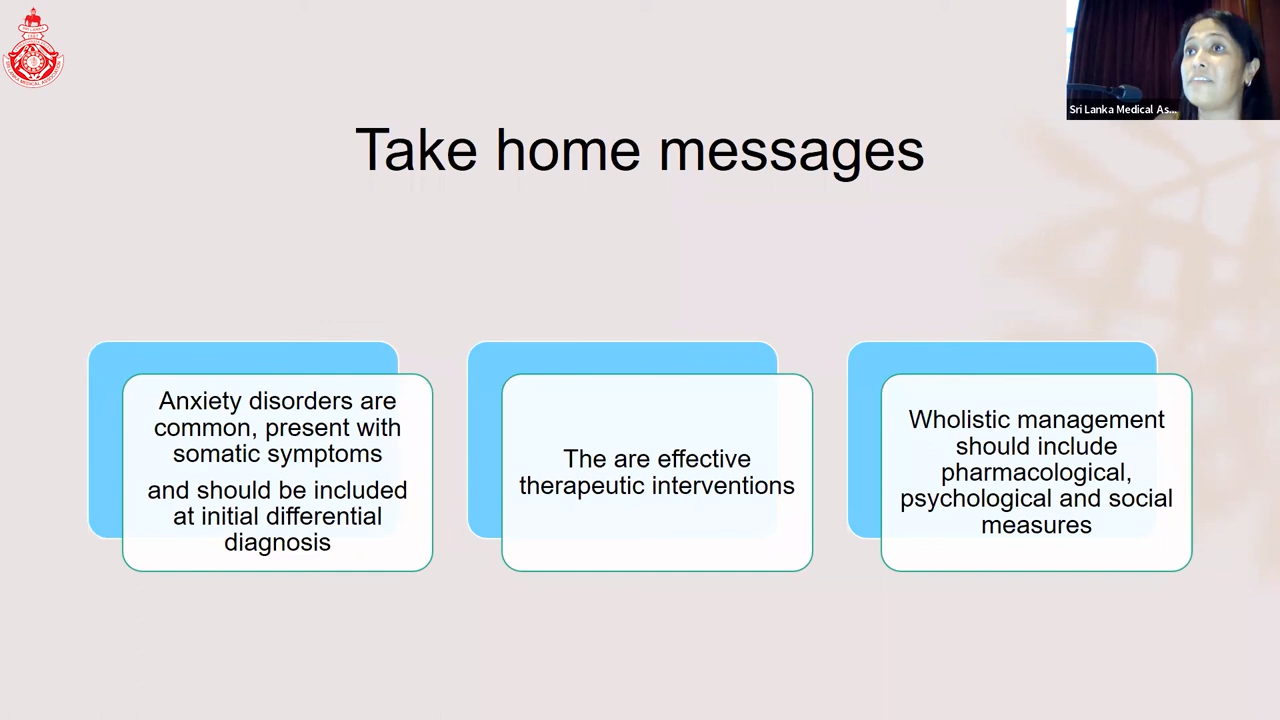 Sri Lanka Medical As...
Take home messages
Anxiety disorders are
common, present with
somatic symptoms
and should be included
at initial differential
diagnosis
The are effective
therapeutic interventions
Wholistic management
should include
pharmacological,
psychological and social
measures